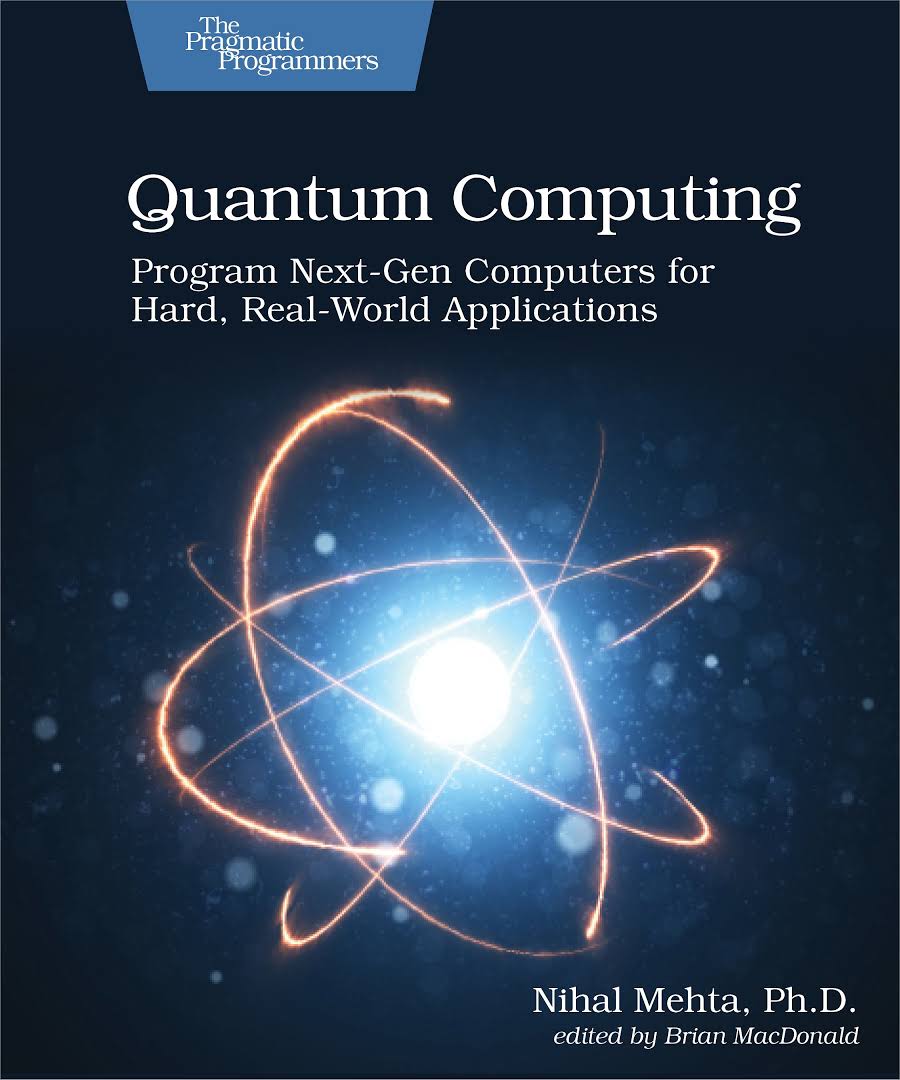 The
Pragmatic
Programmers
Quantum Computing
Program Next-Gen Computers for
Hard, Real-World Applications
Nihal Mehta, Ph.D.
edited by Brian MacDonald